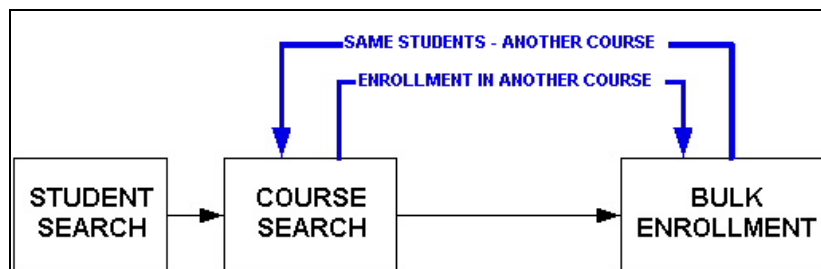 SAME STUDENTS - ANOTHER COURSE
ENROLLMENT IN ANOTHER COURSE
STUDENT
SEARCH
COURSE
SEARCH
BULK
ENROLLMENT